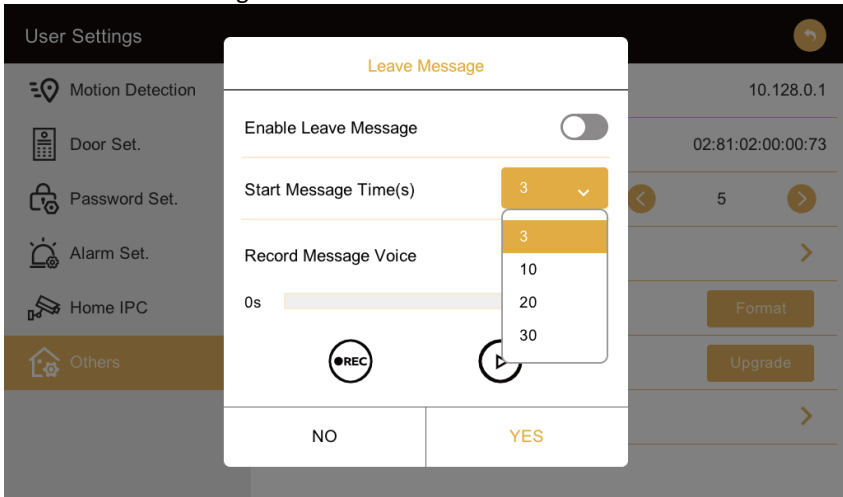 User Settings
Motion Detection
Door Set.
Password Set.
Alarm Set.
Home IPC
Others
Leave Message
Enable Leave Message
Start Message Time(s)
3
3
10
20
30
Record Message Voice
0s
REC
NO
YES
10.128.0.1
02:81:02:00:00:73
5
Format
Upgrade